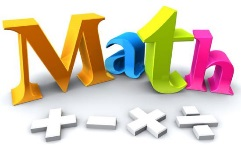 Math
+ - × ÷